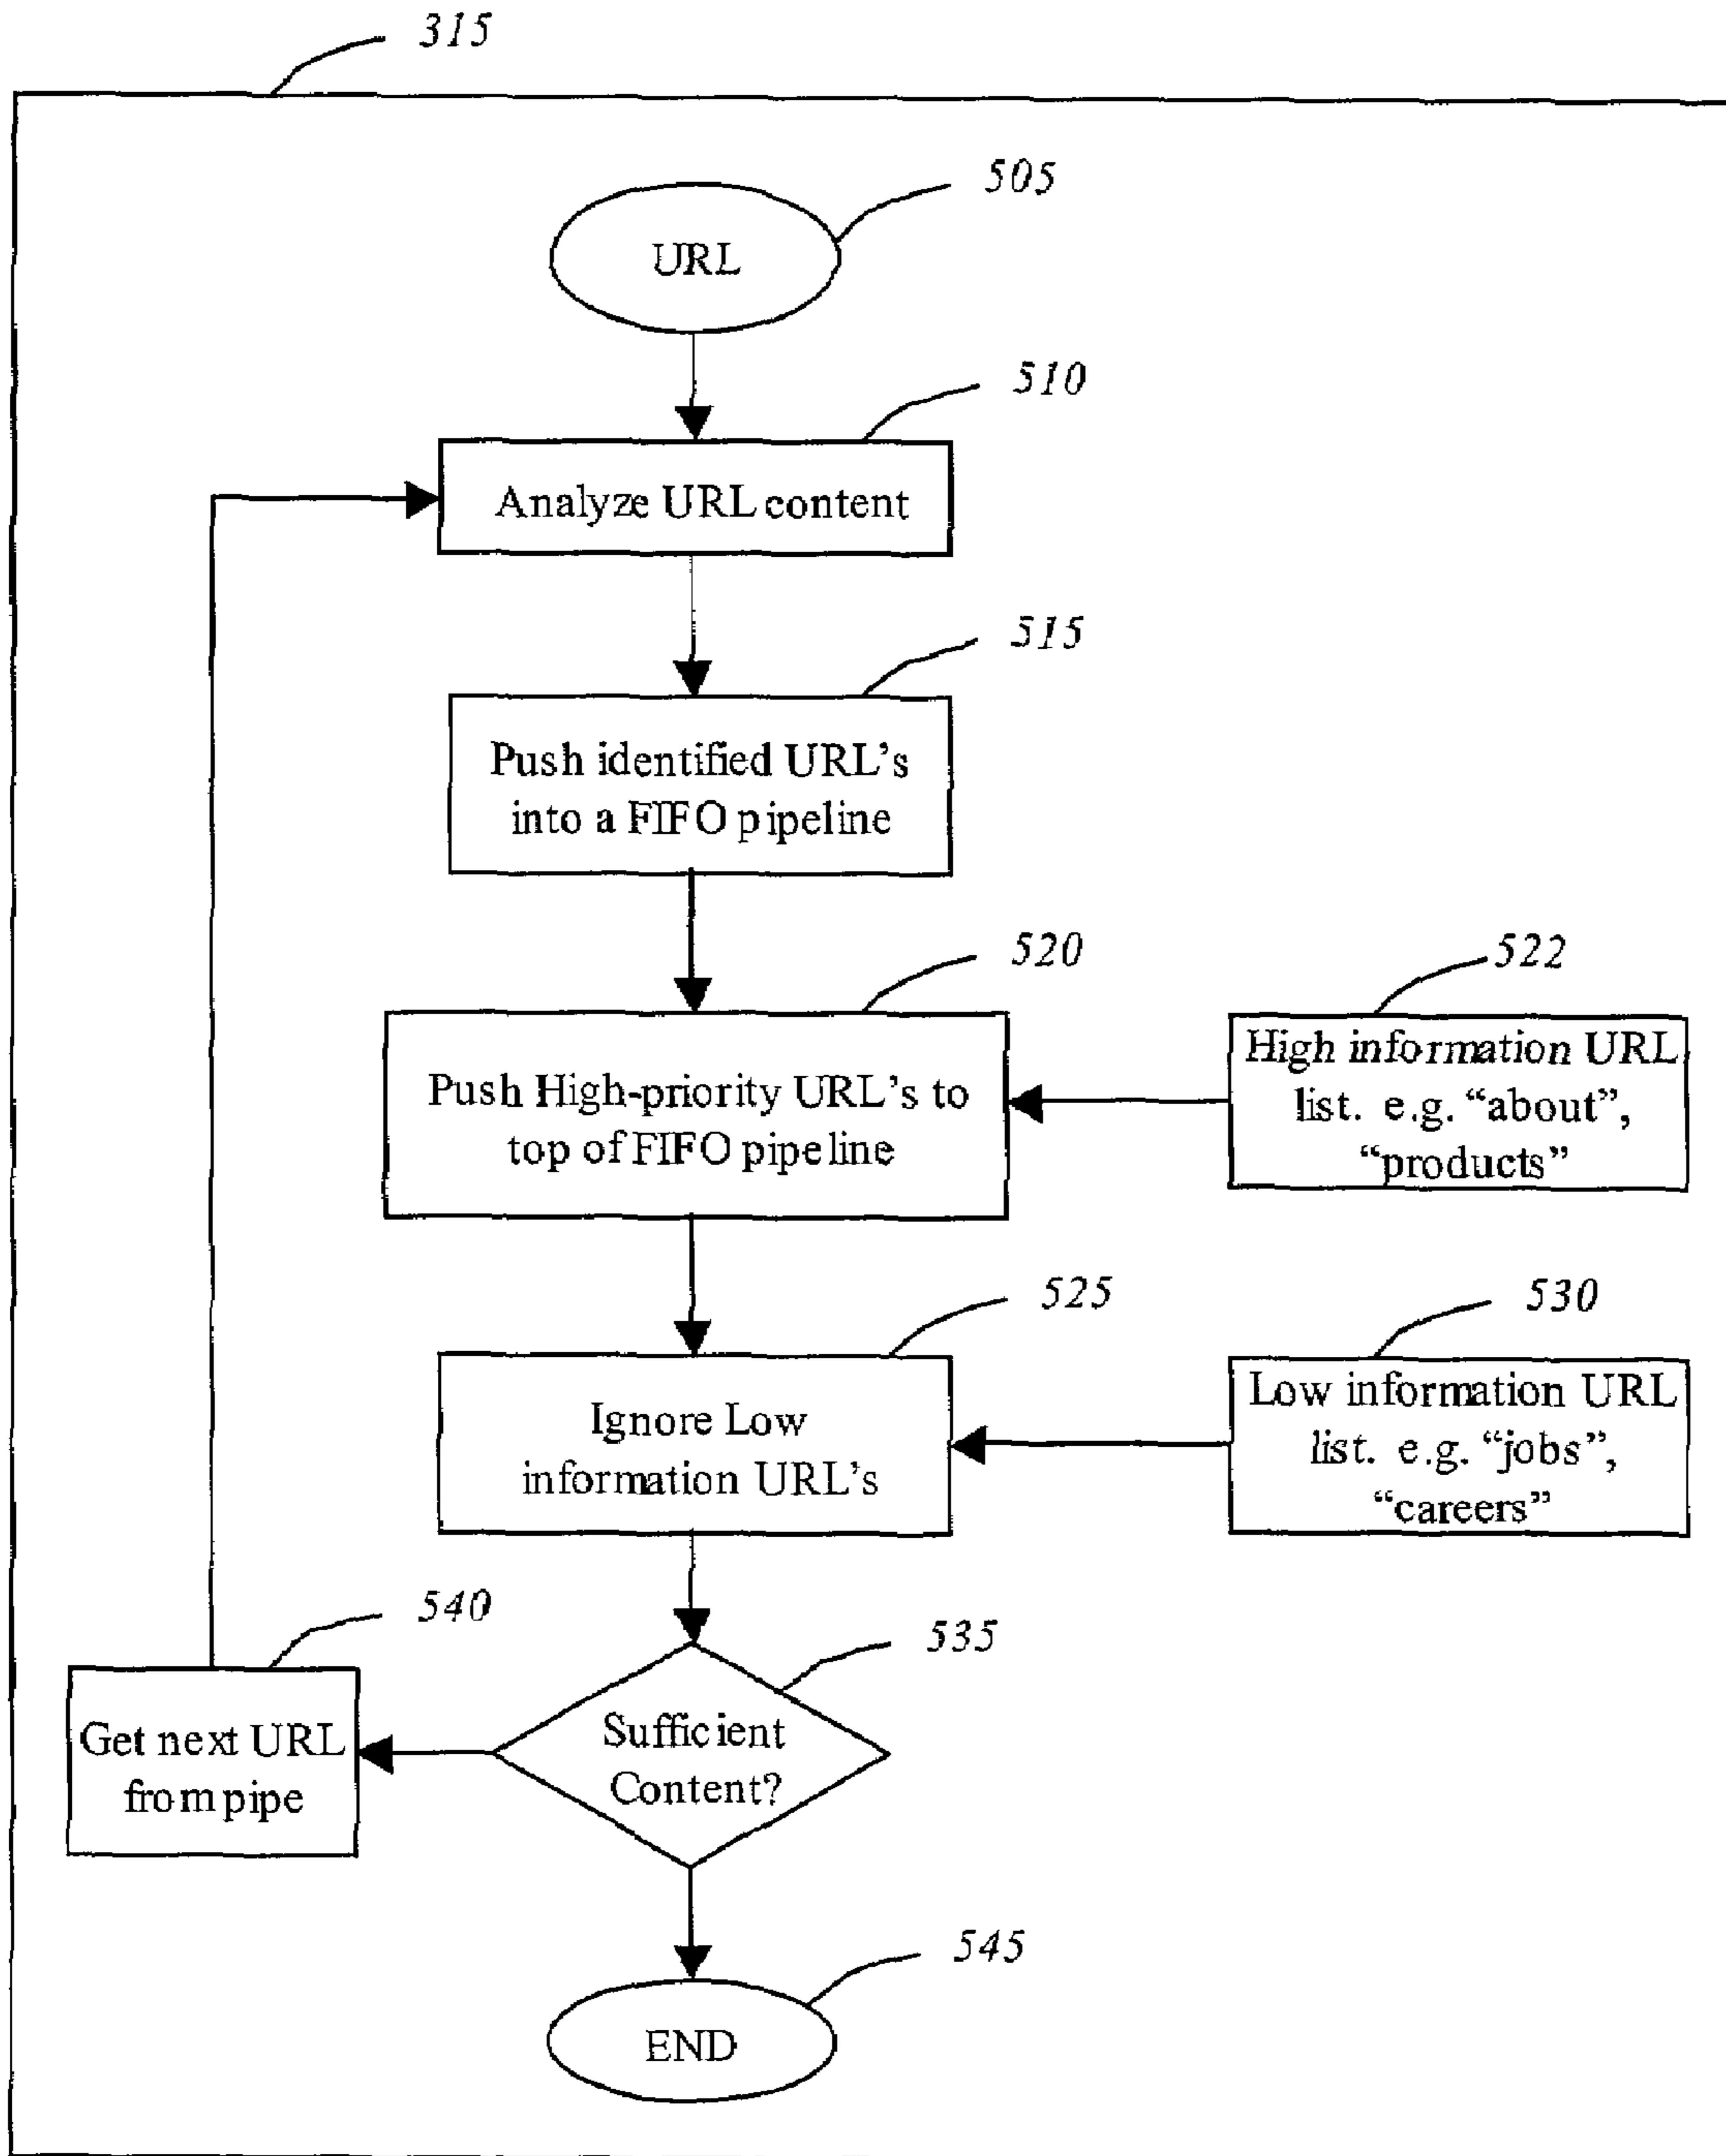 315
505
URL
510
Analyze URL content
515
Push identified URL’s
into a FIFO pipeline
520
Push High-priority URL’s to
top of FIFO pipeline
522
High information URL
list. e.g. “about”,
“products”
525
Ignore Low
information URL’s
530
Low information URL
list. e.g. “jobs”,
“careers”
535
Sufficient
Content?
540
Get next URL
from pipe
545
END